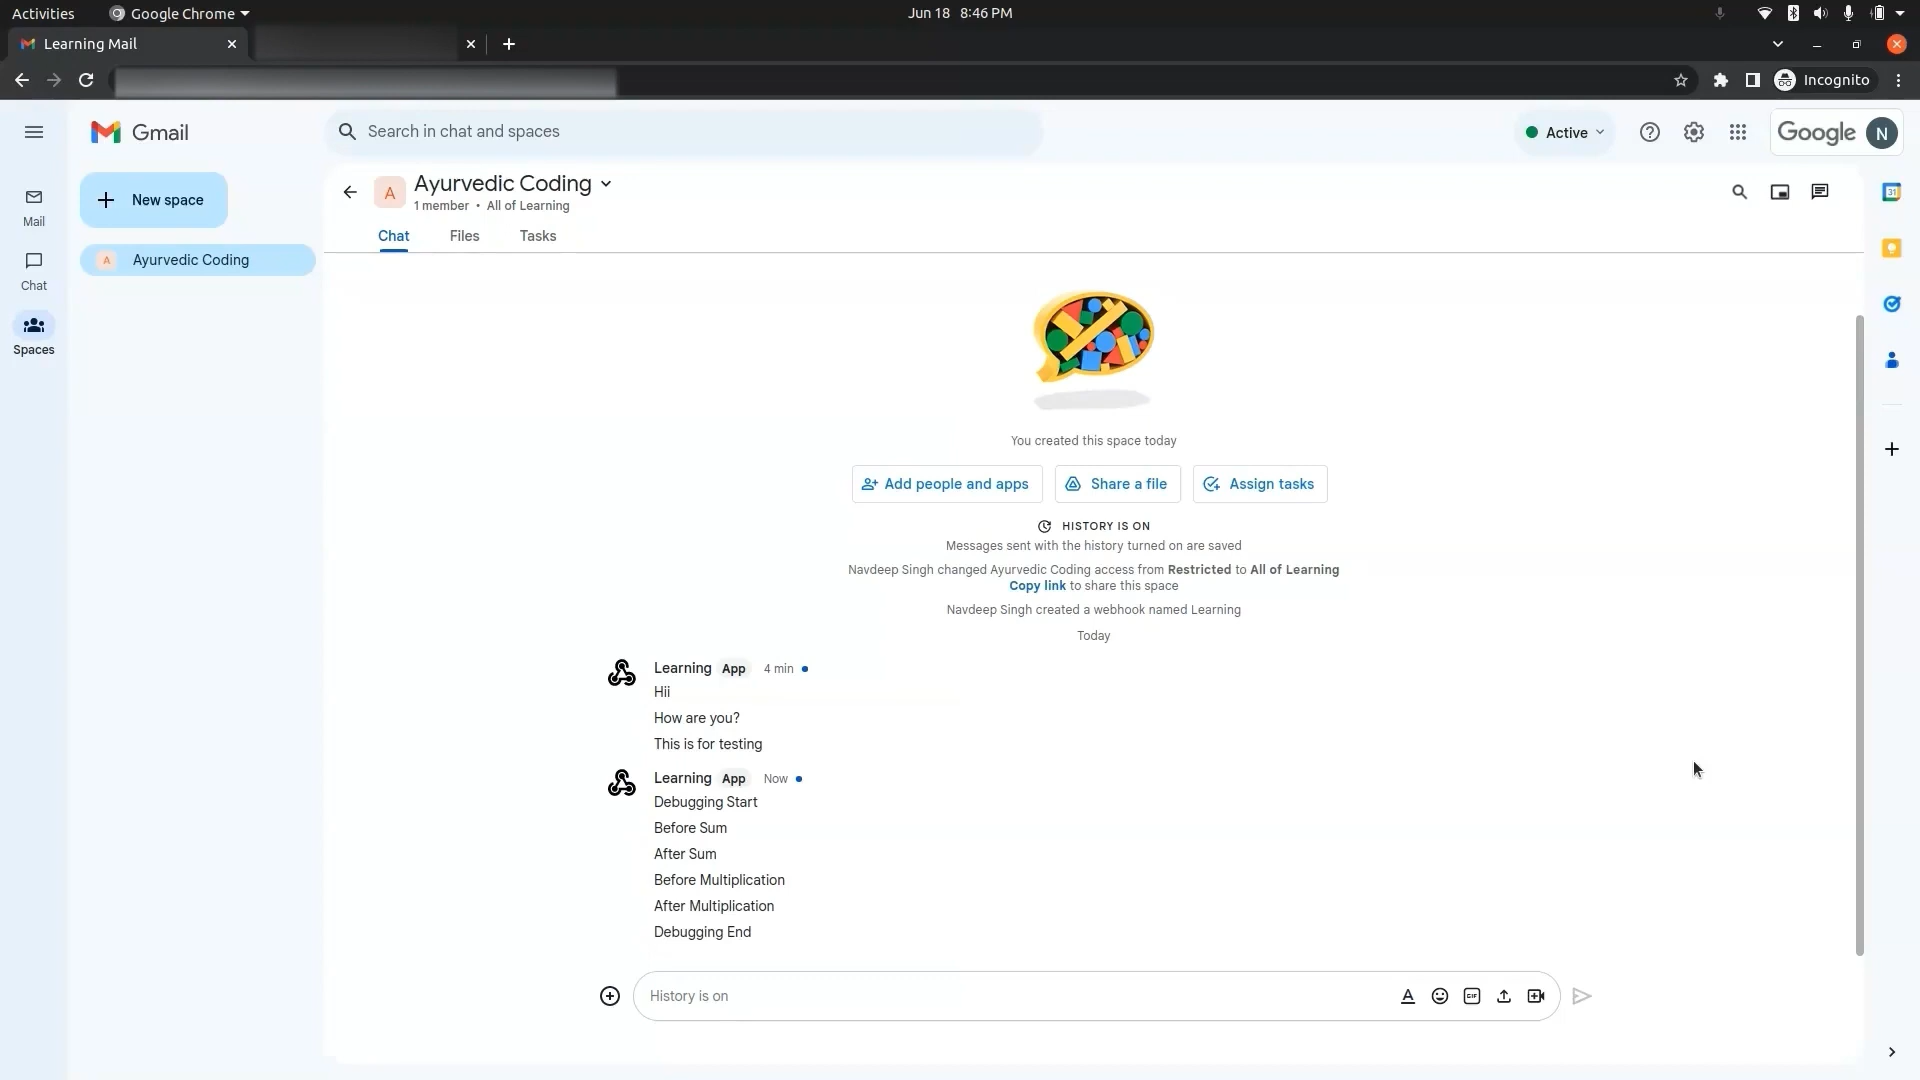 Activities
Google Chrome
Jun 18 8:46 PM
Learning Mail
Incognito
Gmail
Search in chat and spaces
Active
Google
N
New space
Mail
Chat
Spaces
A Ayurvedic Coding
A
Ayurvedic Coding
1 member • All of Learning
Chat
Files
Tasks
31
You created this space today
Add people and apps
Share a file
Assign tasks
HISTORY IS ON
Messages sent with the history turned on are saved
Navdeep Singh changed Ayurvedic Coding access from Restricted to All of Learning
Copy link to share this space
Navdeep Singh created a webhook named Learning
Today
Learning App 4 min
Hii
How are you?
This is for testing
Learning App Now
Debugging Start
Before Sum
After Sum
Before Multiplication
After Multiplication
Debugging End
History is on
A
GIF